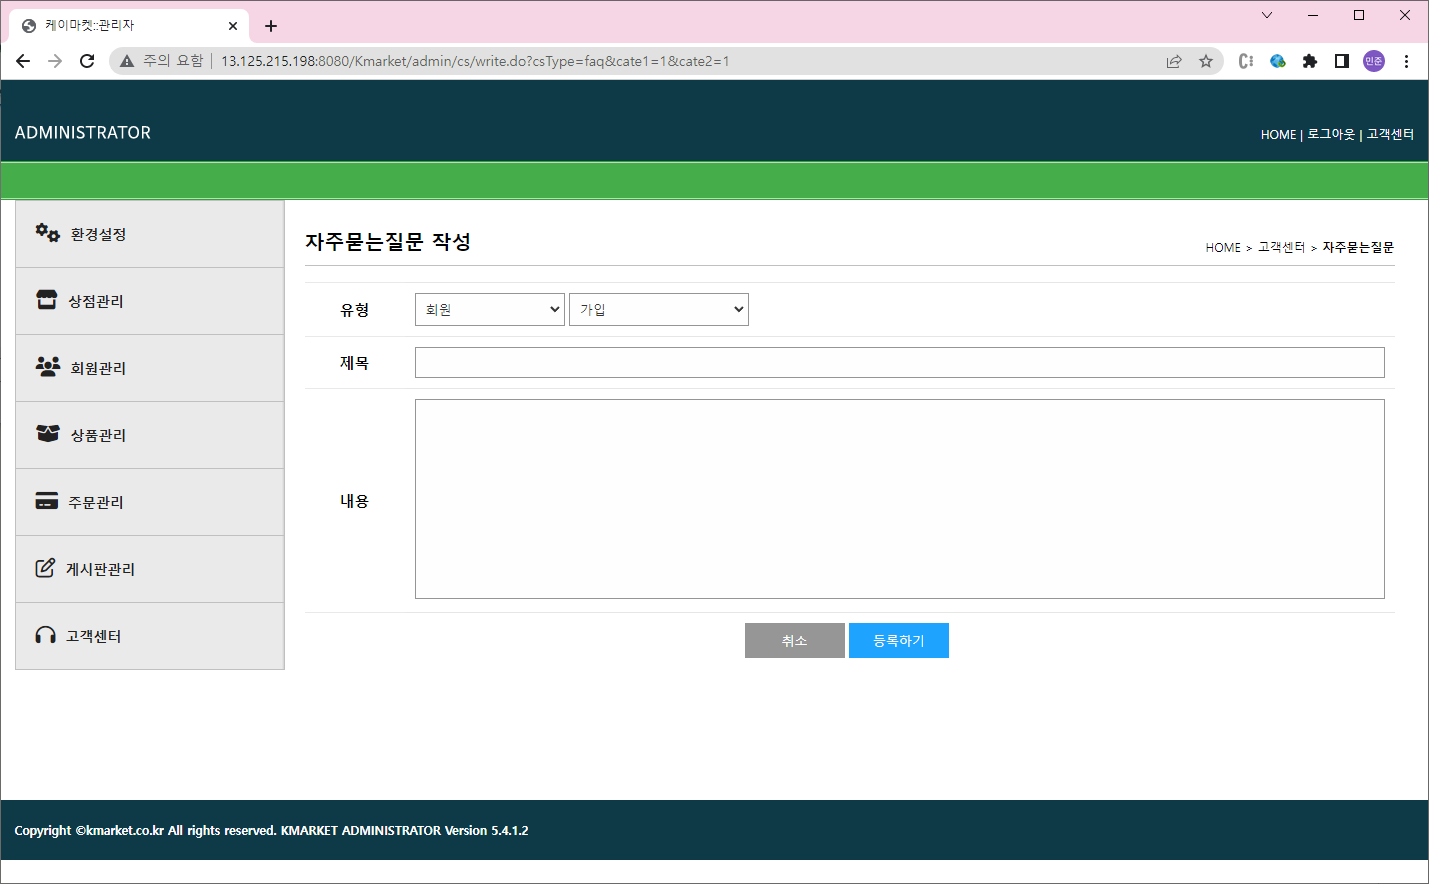 케이마켓::관리자
주의 요함 | 13.125.215.198:8080/Kmarket/admin/cs/write.do?csType=faq&cate1=1&cate2=1
민준
ADMINISTRATOR
HOME | 로그아웃 | 고객센터
환경설정
상점관리
회원관리
상품관리
주문관리
게시판관리
고객센터
자주묻는질문 작성
HOME > 고객센터 > 자주묻는질문
유형 회원 가입
제목
내용
취소 등록하기
Copyright ©kmarket.co.kr All rights reserved. KMARKET ADMINISTRATOR Version 5.4.1.2